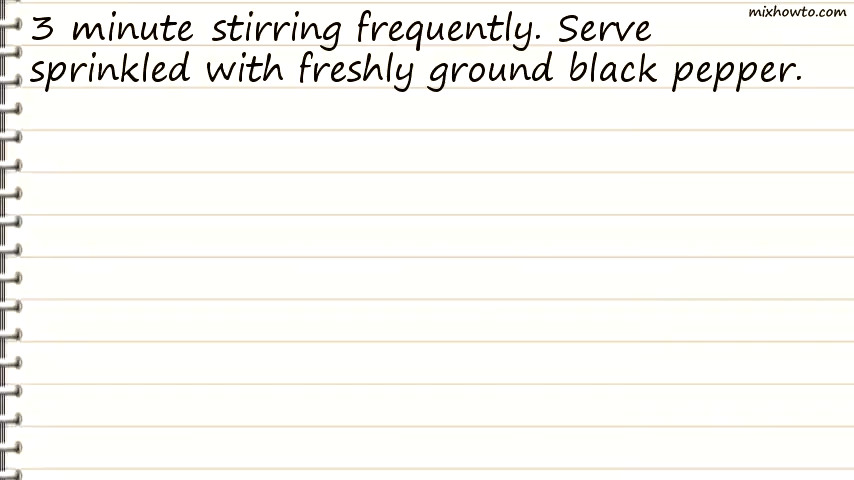 mixhowto.com
3 minute stirring frequently. Serve
sprinkled with freshly ground black pepper.